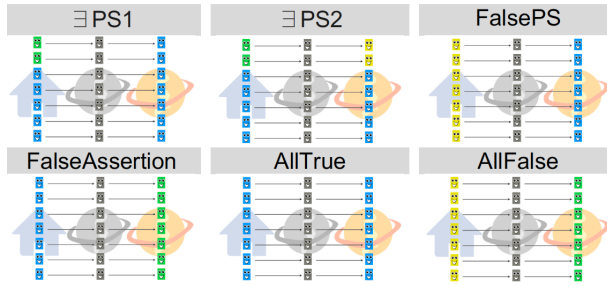 ∃PS1
∃PS2
FalsePS
FalseAssertion
AllTrue
AllFalse